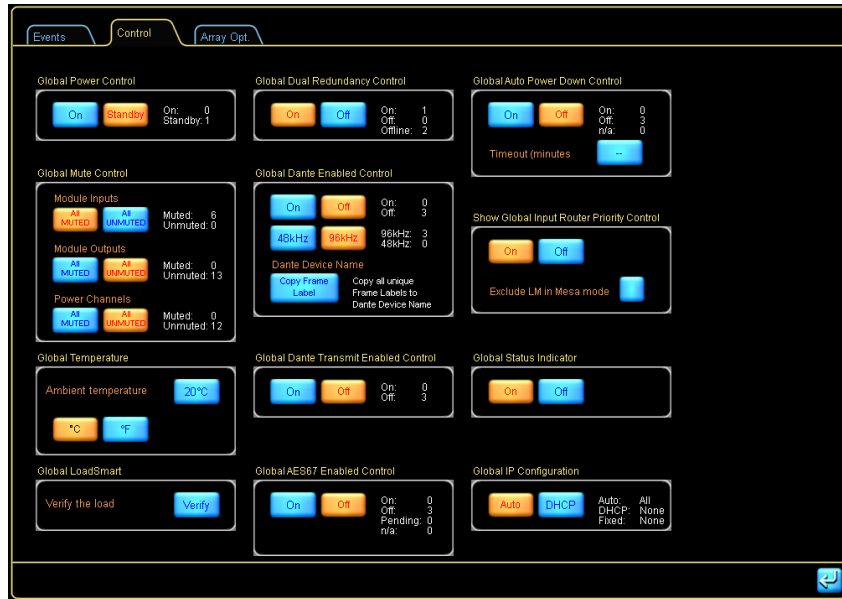 Events
Control
Array Opt.
Global Power Control
On
Standby
On: 0
Standby: 1
Global Mute Control
Module Inputs
All MUTED
All UNMUTED
Muted: 6
Unmuted: 0
Module Outputs
All MUTED
All UNMUTED
Muted: 0
Unmuted: 13
Power Channels
All MUTED
All UNMUTED
Muted: 0
Unmuted: 12
Global Temperature
Ambient temperature
20°C
°C
°F
Global LoadSmart
Verify the load
Verify
Global Dual Redundancy Control
On
Off
On: 1
Off: 0
Offline: 2
Global Dante Enabled Control
On
Off
On: 0
Off: 3
48kHz
96kHz
96kHz: 3
48kHz: 0
Dante Device Name
Copy Frame
Label
Copy all unique
Frame Labels to
Dante Device Name
Global Dante Transmit Enabled Control
On
Off
On: 0
Off: 3
Global AES67 Enabled Control
On
Off
On: 0
Off: 3
Pending: 0
n/a: 0
Global Auto Power Down Control
On
Off
On: 0
Off: 3
n/a: 0
Timeout (minutes
--
Show Global Input Router Priority Control
On
Off
Exclude LM in Mesa mode
Global Status Indicator
On
Off
Global IP Configuration
Auto
DHCP
Auto: All
DHCP: None
Fixed: None